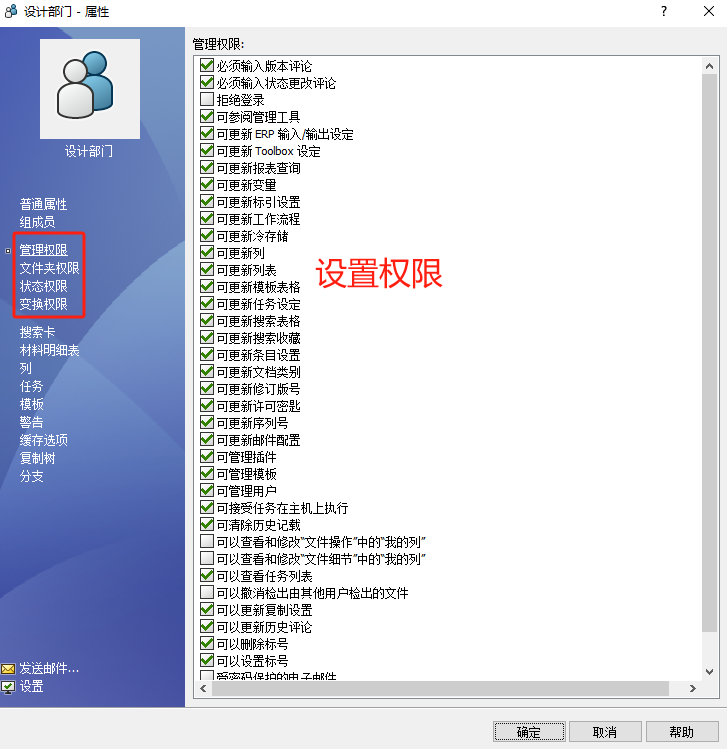 设计部门 - 属性
?
设计部门
普通属性
组成员
管理权限
文件夹权限
状态权限
变换权限
搜索卡
材料明细表
列
任务
模板
警告
缓存选项
复制树
分支
发送邮件...
设置
管理权限:
必须输入版本评论
必须输入状态更改评论
拒绝登录
可参阅管理工具
可更新 ERP 输入/输出设定
可更新 Toolbox 设定
可更新报表查询
可更新变量
可更新标引设置
可更新工作流程
可更新冷存储
可更新列
可更新列表
可更新模板表格
可更新任务设定
可更新搜索表格
可更新搜索收藏
可更新条目设置
可更新文档类别
可更新修订版号
可更新许可密匙
可更新序列号
可更新邮件配置
可管理插件
可管理模板
可管理用户
可接受任务在主机上执行
可清除历史记载
可以查看和修改“文件操作”中的“我的列”
可以查看和修改“文件细节”中的“我的列”
可以查看任务列表
可以撤消检出由其他用户检出的文件
可以更新复制设置
可以更新历史评论
可以删除标号
可以设置标号
受密码保护的电子邮件
设置权限
确定
取消
帮助